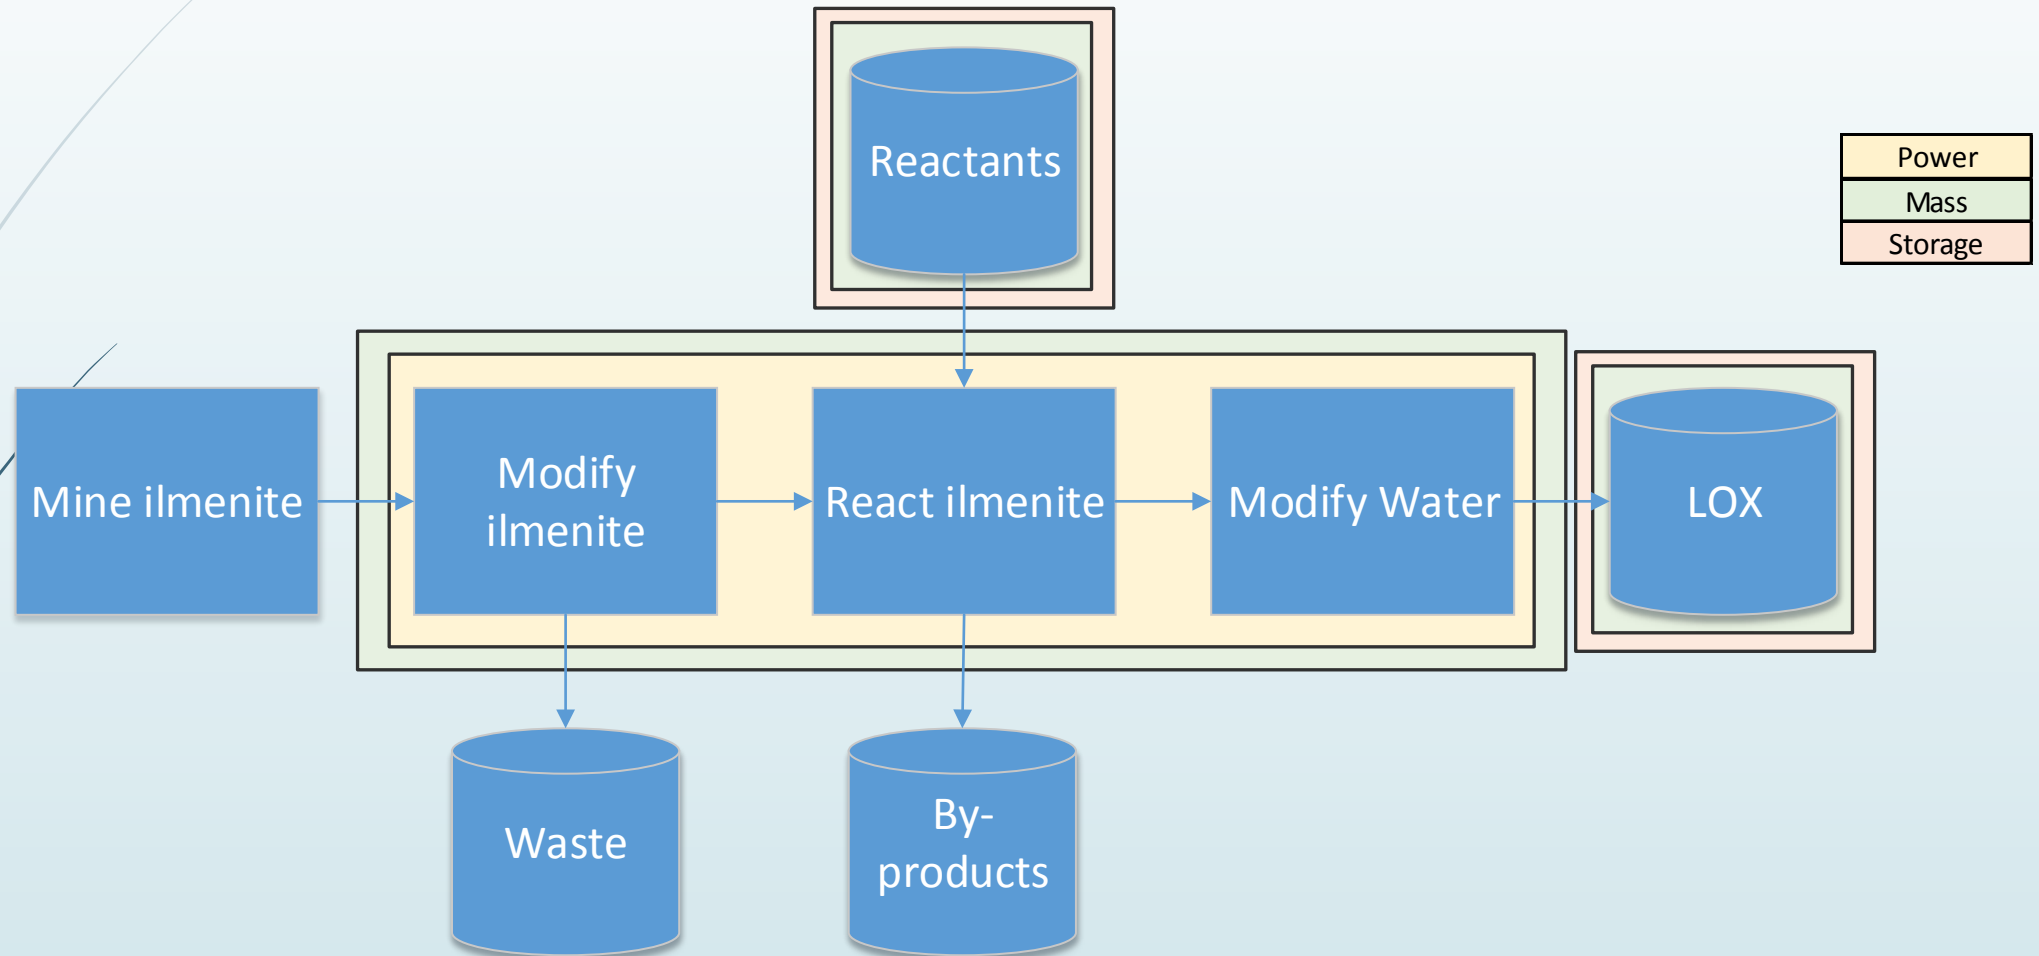 Reactants
Power
Mass
Storage
Mine ilmenite
Modify
ilmenite
React ilmenite
Modify Water
LOX
Waste
By-
products